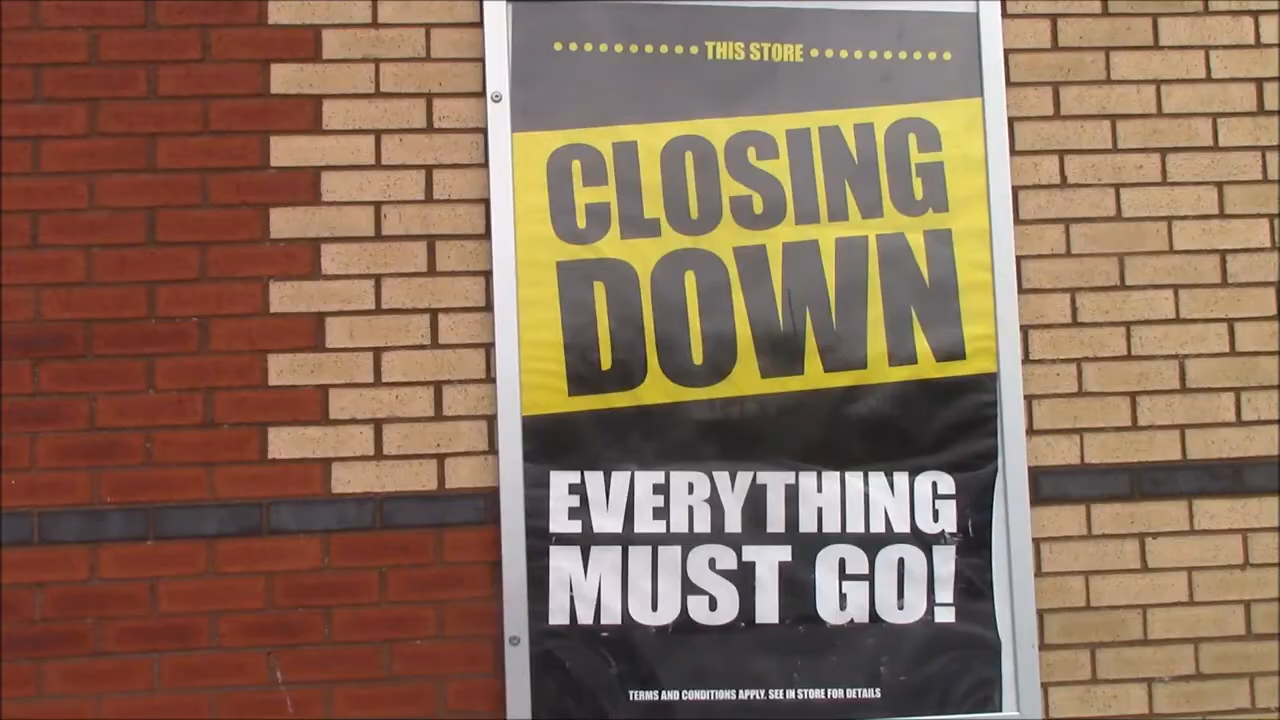 THIS STORE
CLOSING
DOWN
EVERYTHING
MUST GO!
TERMS AND CONDITIONS APPLY. SEE IN STORE FOR DETAILS